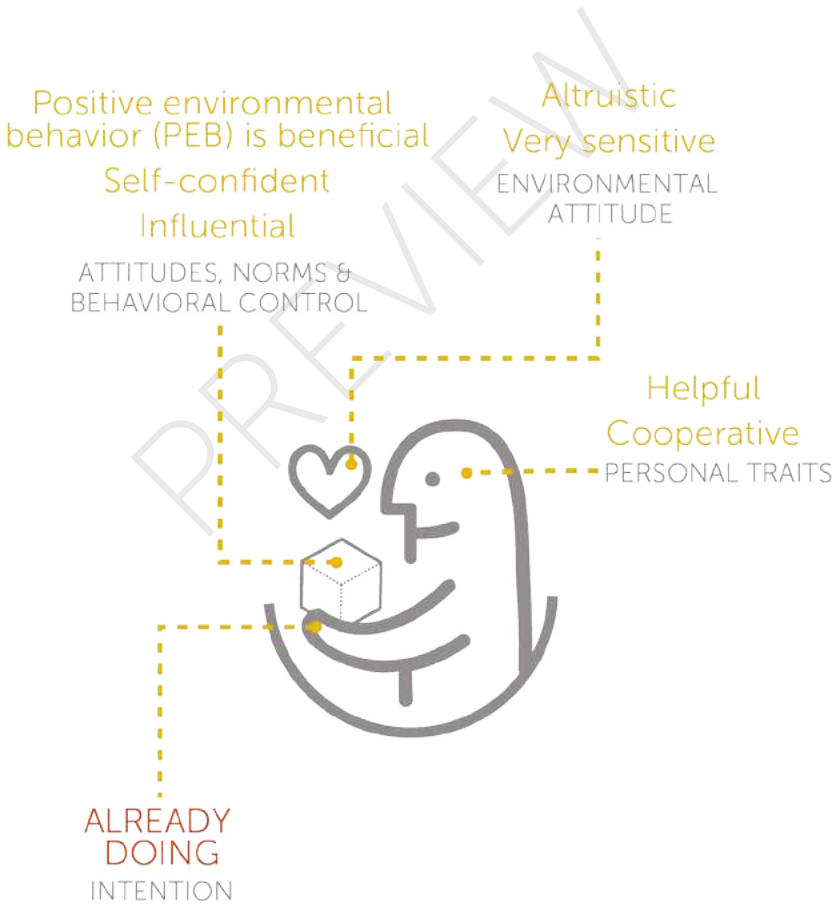 Positive environmental
behavior (PEB) is beneficial
Self-confident
Influential
ATTITUDES, NORMS &
BEHAVIORAL CONTROL
Altruistic
Very sensitive
ENVIRONMENTAL
ATTITUDE
PREVIEW
Helpful
Cooperative
PERSONAL TRAITS
ALREADY
DOING
INTENTION